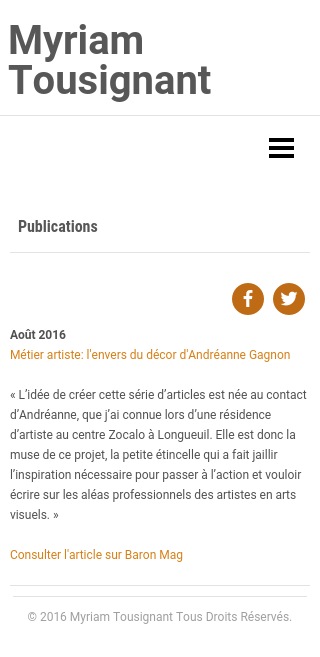 Myriam
Tousignant
Publications
Août 2016
Métier artiste: l'envers du décor d'Andréanne Gagnon
« L’idée de créer cette série d’articles est née au contact
d’Andréanne, que j’ai connue lors d’une résidence
d’artiste au centre Zocalo à Longueuil. Elle est donc la
muse de ce projet, la petite étincelle qui a fait jaillir
l’inspiration nécessaire pour passer à l’action et vouloir
écrire sur les aléas professionnels des artistes en arts
visuels. »
Consulter l'article sur Baron Mag
© 2016 Myriam Tousignant Tous Droits Réservés.